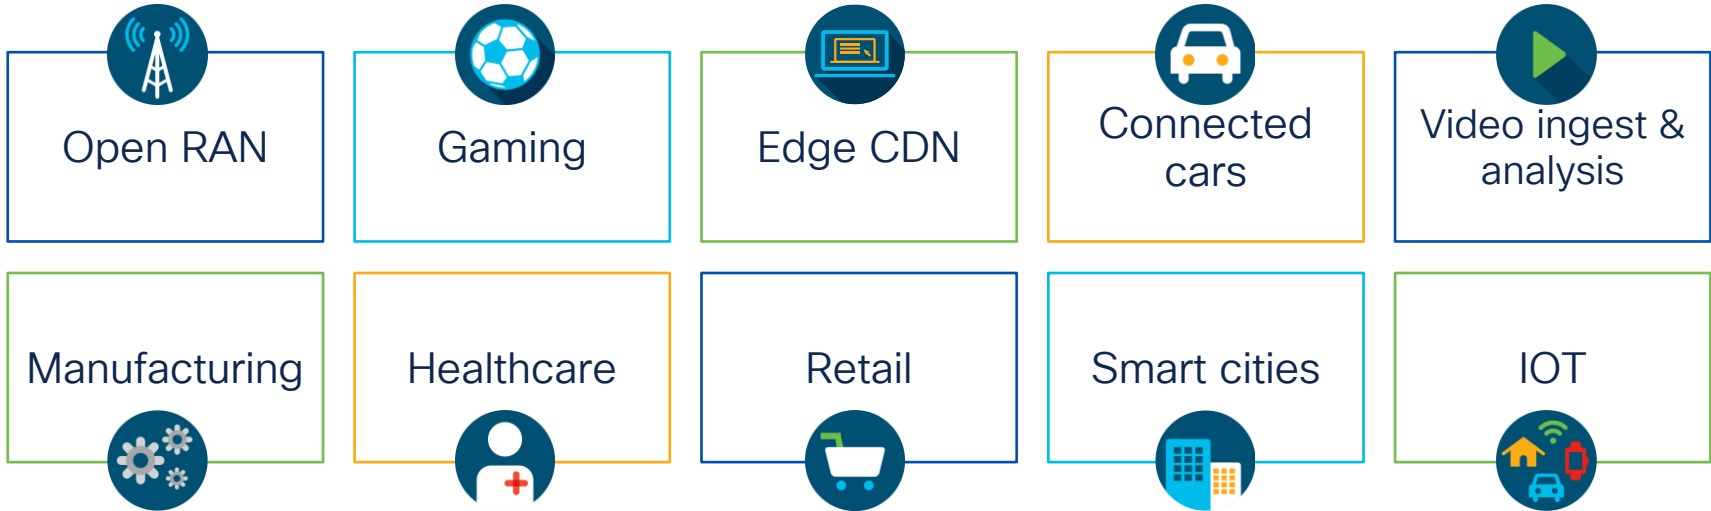 Open RAN
Gaming
Edge CDN
Connected
cars
Video ingest &
analysis
Manufacturing
Healthcare
Retail
Smart cities
IOT